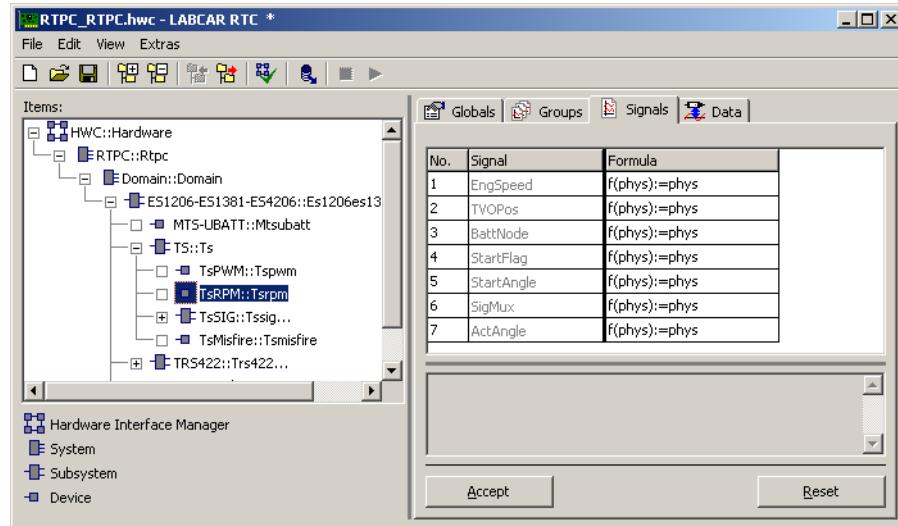 RTPC_RTPC.hwc - LABCAR RTC *
File Edit View Extras
Items:
HWC::Hardware
RTPC::Rtpc
Domain::Domain
ES1206-ES1381-ES4206::Es1206es13
MTS-UBATT::Mtsubatt
TS::Ts
TsPWM::Tspwm
TsRPM::Tsrpm
TsSIG::Tssig...
TsMisfire::Tsmisfire
TRS422::Trs422...
Hardware Interface Manager
System
Subsystem
Device
Globals Groups Signals Data
No. Signal Formula
1 EngSpeed f(phys):=phys
2 TVOPos f(phys):=phys
3 BattNode f(phys):=phys
4 StartFlag f(phys):=phys
5 StartAngle f(phys):=phys
6 SigMux f(phys):=phys
7 ActAngle f(phys):=phys
Accept Reset